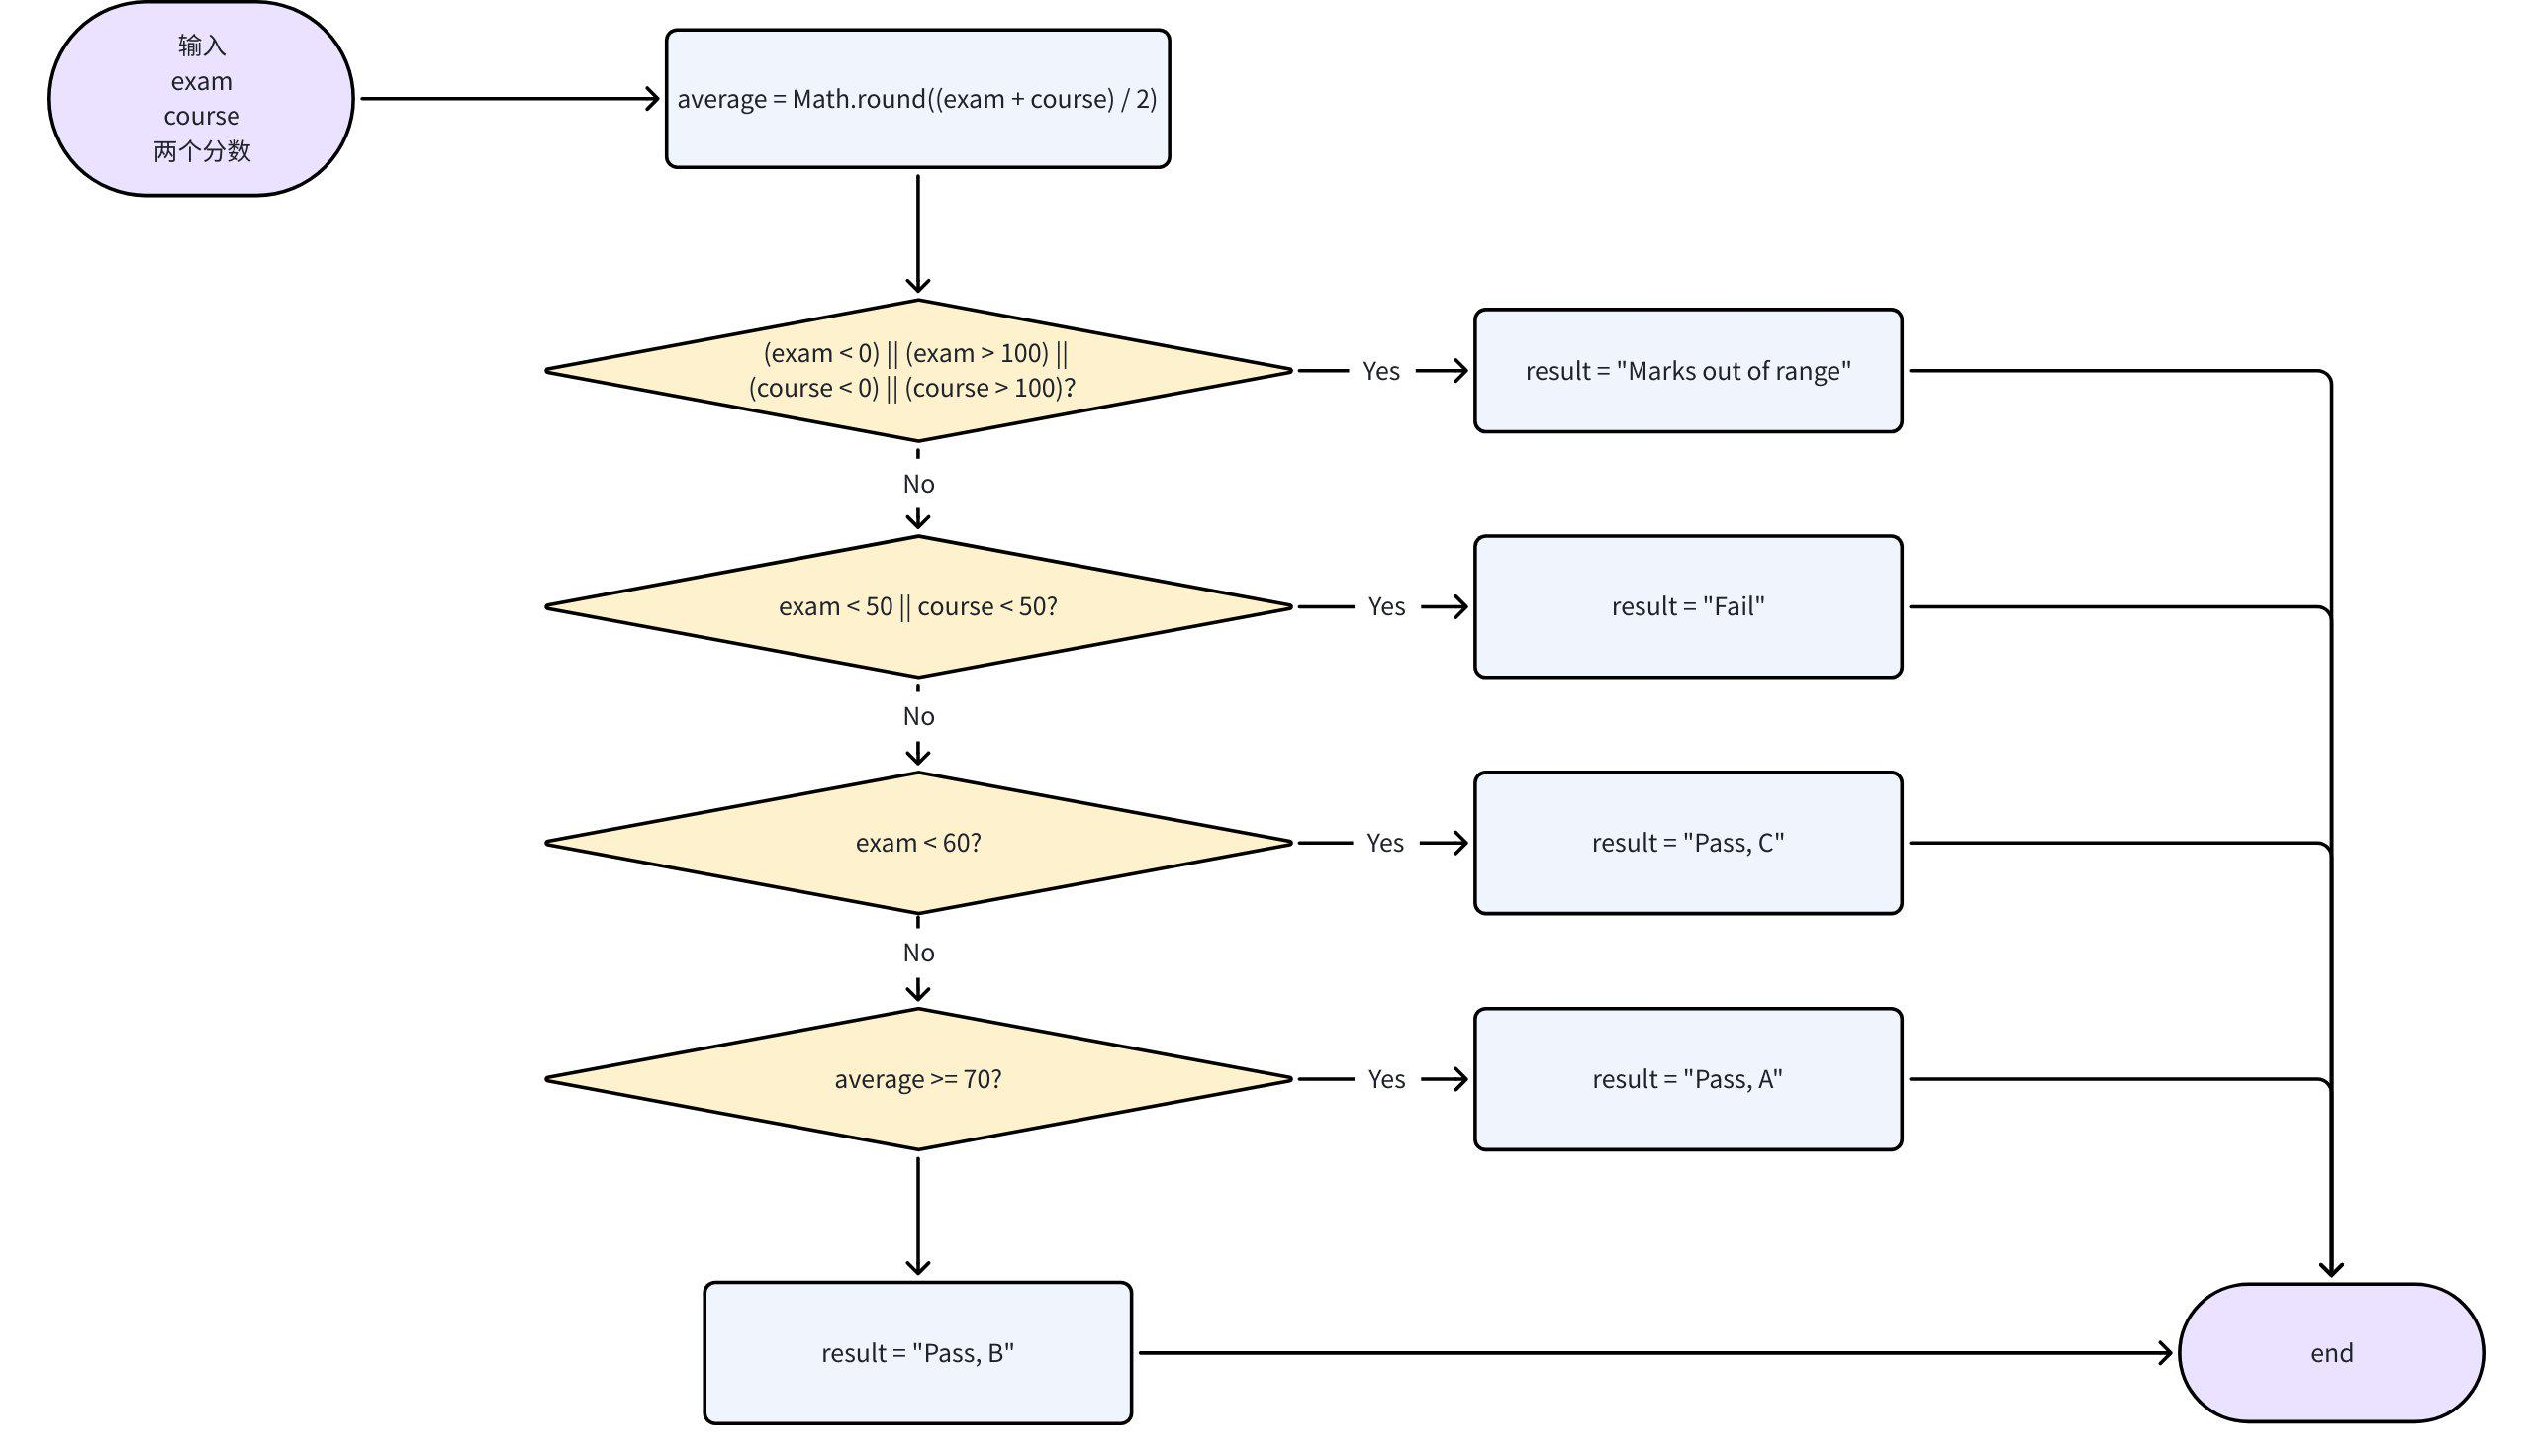 输入
exam
course
两个分数
average = Math.round((exam + course) / 2)
(exam < 0) || (exam > 100) ||
(course < 0) || (course > 100)?
Yes
result = "Marks out of range"
No
exam < 50 || course < 50?
Yes
result = "Fail"
No
exam < 60?
Yes
result = "Pass, C"
No
average >= 70?
Yes
result = "Pass, A"
result = "Pass, B"
end